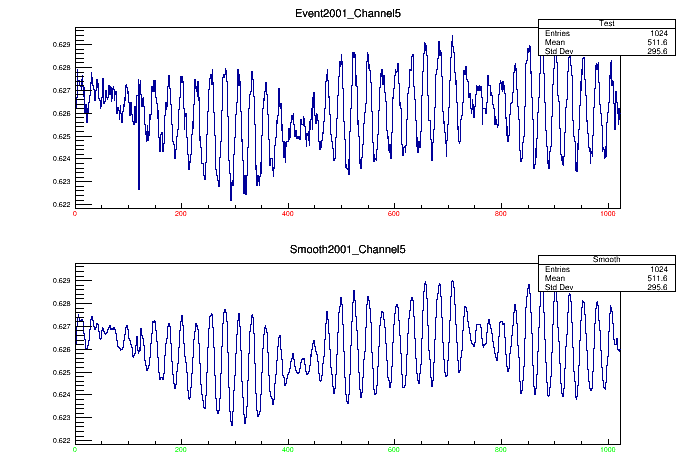 Event2001_Channel5
Test
Entries 1024
Mean 511.6
Std Dev 295.6
0.629
0.628
0.627
0.626
0.625
0.624
0.623
0.622
0 200 400 600 800 1000
Smooth2001_Channel5
Smooth
Entries 1024
Mean 511.6
Std Dev 295.6
0.629
0.628
0.627
0.626
0.625
0.624
0.623
0.622
0 200 400 600 800 1000